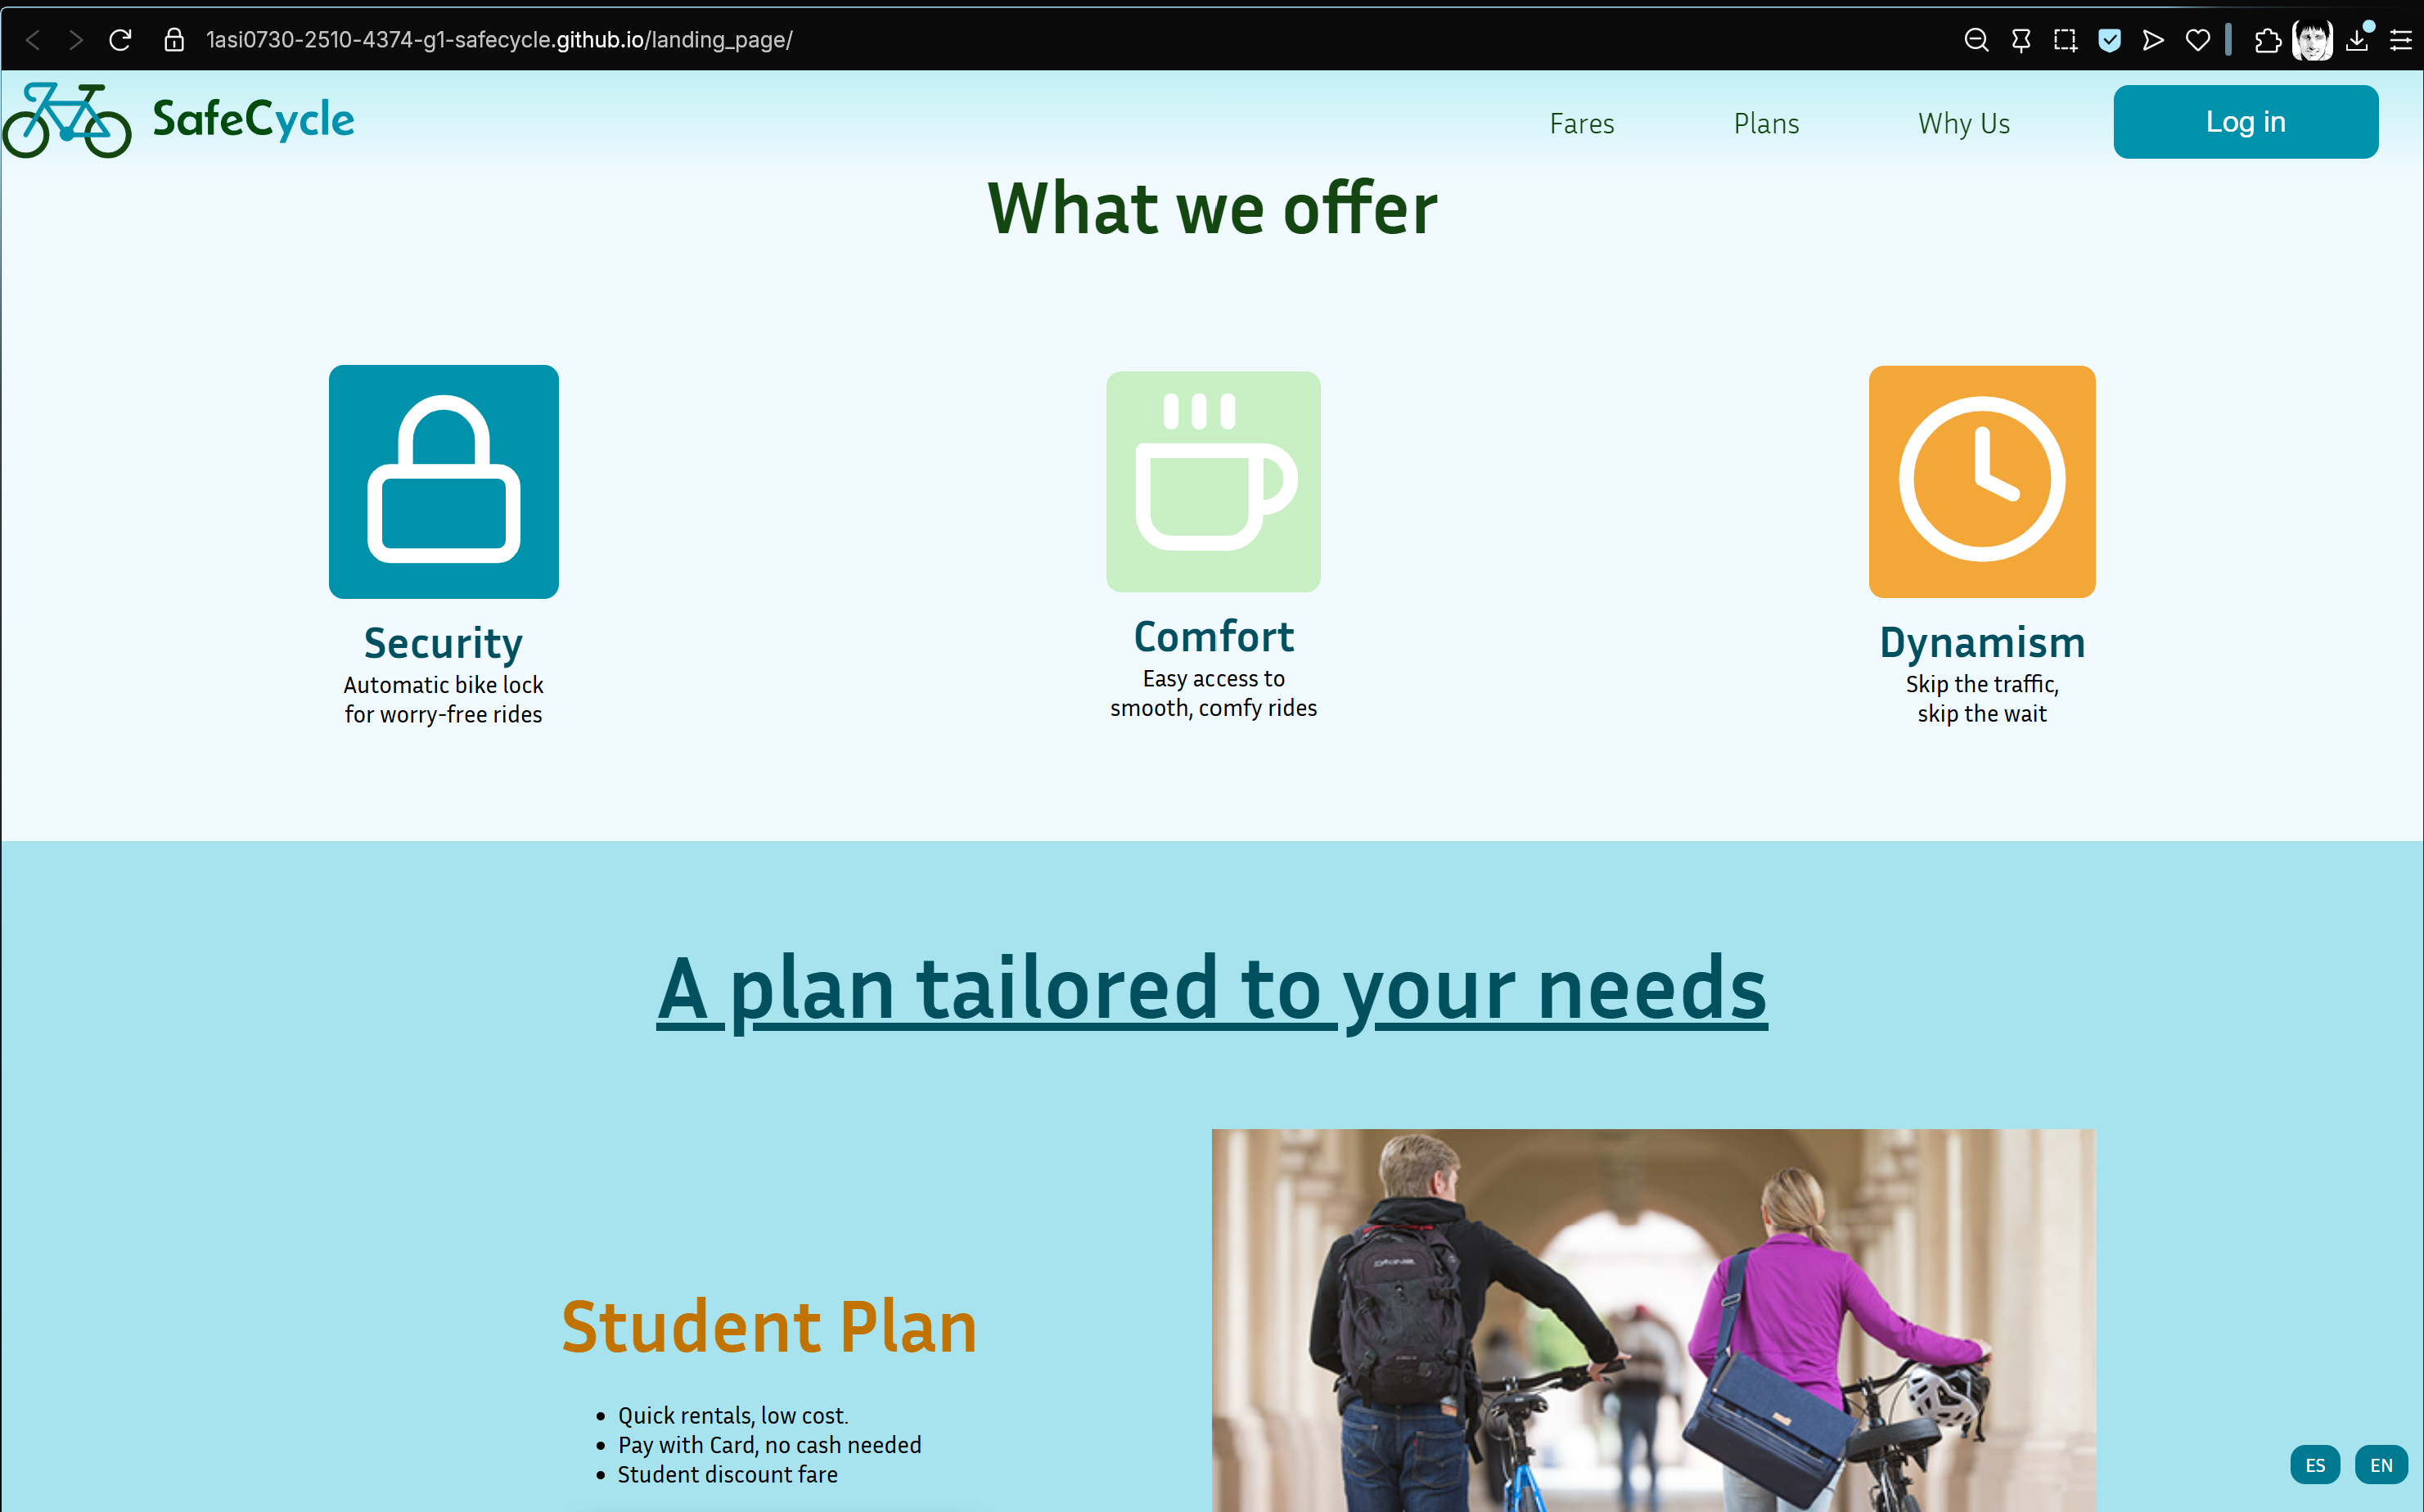 1asi0730-2510-4374-g1-safecycle.github.io/landing_page/
SafeCycle
Fares
Plans
Why Us
Log in
What we offer
Security
Automatic bike lock
for worry-free rides
Comfort
Easy access to
smooth, comfy rides
Dynamism
Skip the traffic,
skip the wait
A plan tailored to your needs
Student Plan
Quick rentals, low cost.
Pay with Card, no cash needed
Student discount fare
ES
EN